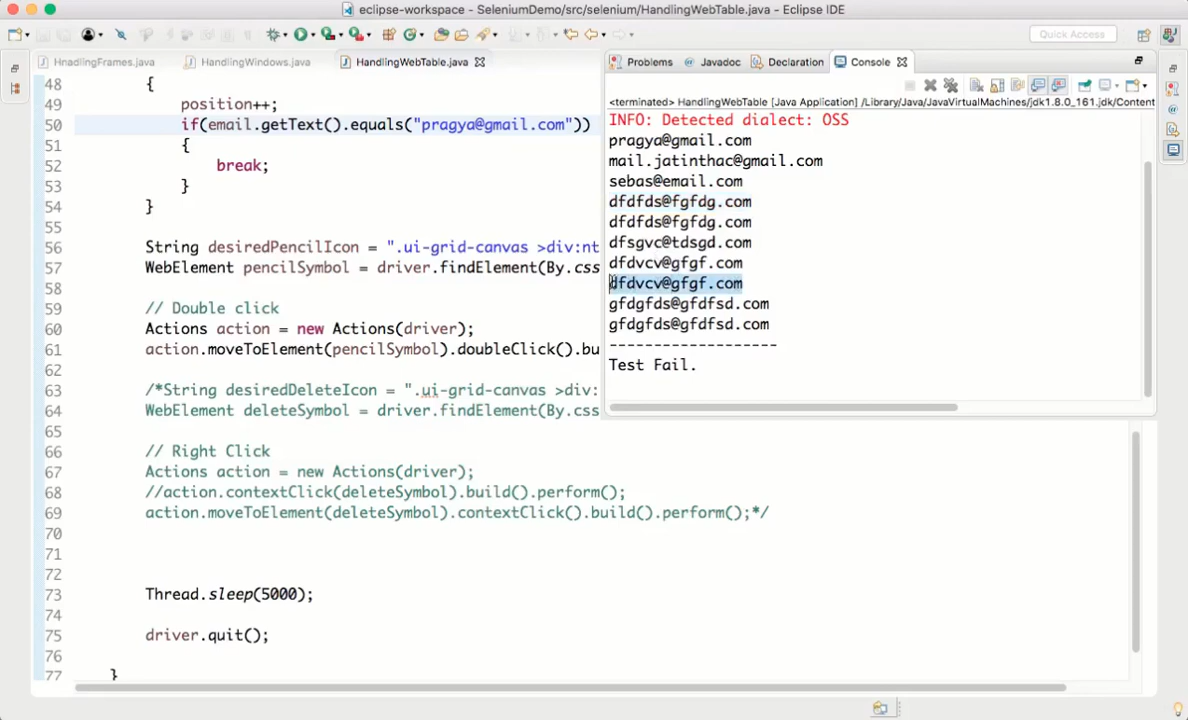 eclipse-workspace - SeleniumDemo/src/selenium/HandlingWebTable.java - Eclipse IDE
Quick Access
HnadlingFrames.java
HandlingWindows.java
HandlingWebTable.java
48 {
49 position++;
50 if(email.getText().equals("pragya@gmail.com"))
51 {
52 break;
53 }
54 }
55
56 String desiredPencilIcon = ".ui-grid-canvas >div:nt
57 WebElement pencilSymbol = driver.findElement(By.css
58
59 // Double click
60 Actions action = new Actions(driver);
61 action.moveToElement(pencilSymbol).doubleClick().bu
62
63 /*String desiredDeleteIcon = ".ui-grid-canvas >div:
64 WebElement deleteSymbol = driver.findElement(By.css
65
66 // Right Click
67 Actions action = new Actions(driver);
68 //action.contextClick(deleteSymbol).build().perform();
69 action.moveToElement(deleteSymbol).contextClick().build().perform();*/
70
71
72
73 Thread.sleep(5000);
74
75 driver.quit();
76
77 }
Problems
Javadoc
Declaration
Console
<terminated> HandlingWebTable [Java Application] /Library/Java/JavaVirtualMachines/jdk1.8.0_161.jdk/Content
INFO: Detected dialect: OSS
pragya@gmail.com
mail.jatinthac@gmail.com
sebas@email.com
dfdfds@fgfdg.com
dfdfds@fgfdg.com
dfsgvc@tdsgd.com
dfdvcv@gfgf.com
dfdvcv@gfgf.com
gfdgfds@gfdfsd.com
gfdgfds@gfdfsd.com
-------------------
Test Fail.